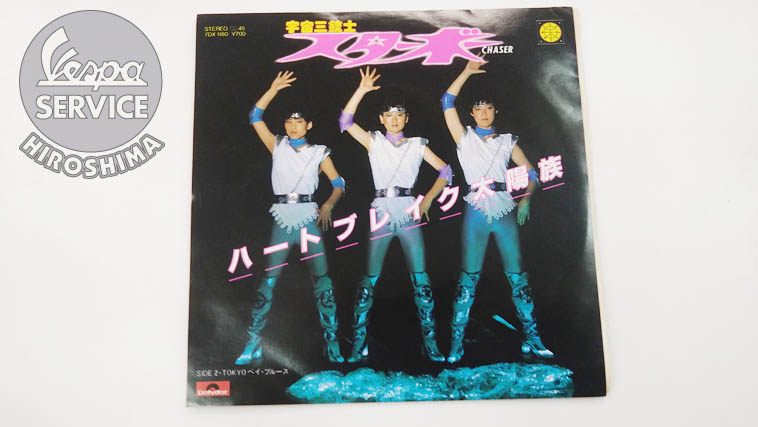 Vespa
SERVICE
HIROSHIMA
STEREO 45
7DX 1180 ¥700
宇宙三銃士
スターボー
CHASER
ハートブレイク太陽族
SIDE 2・TOKYOベイ・ブルース
polydor